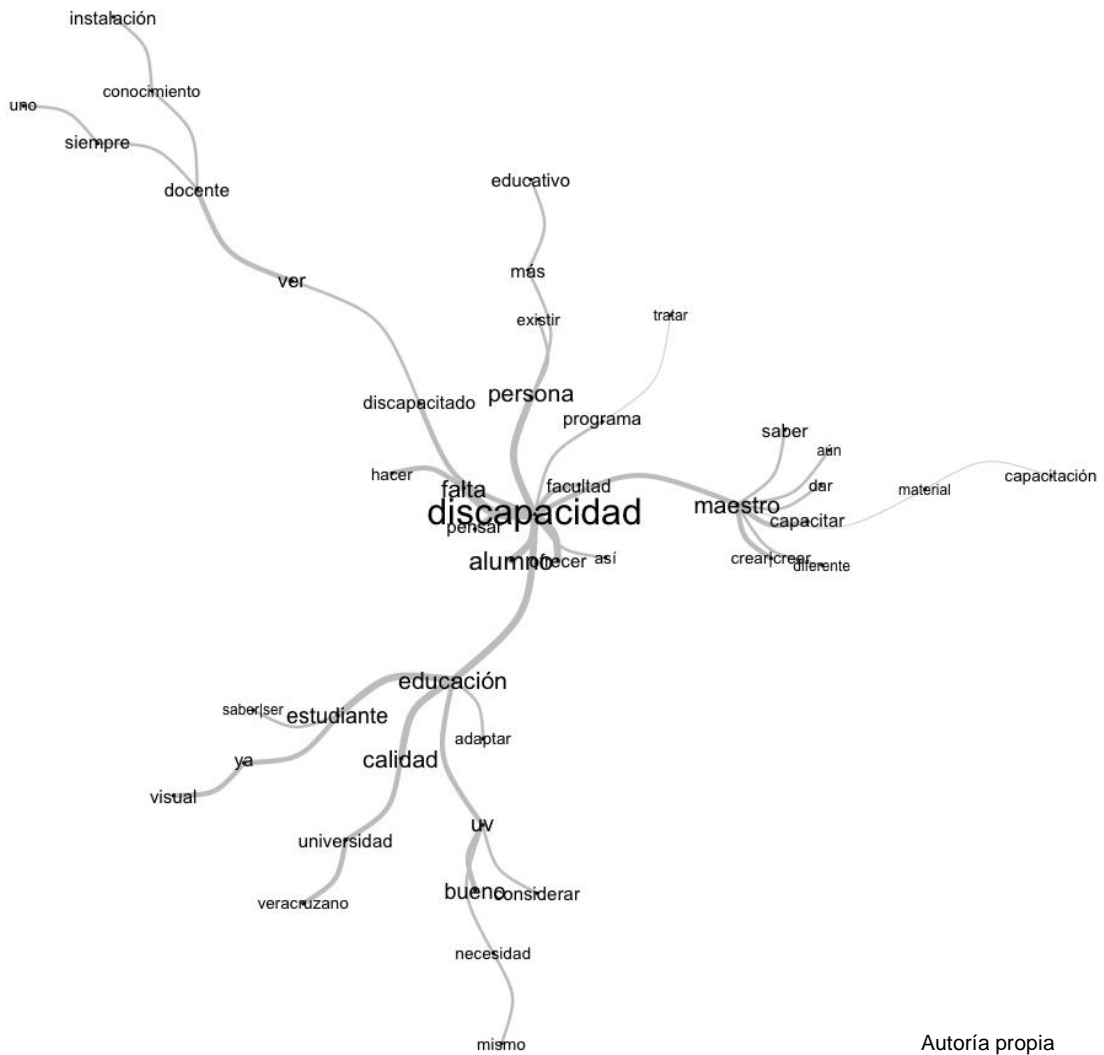 instalación
conocimiento
uno
siempre
educativo
docente
más
ver
tratar
existir
persona
discapacitado
programa
saber
aún
hacer
capacitación
falta
facultad
dar
material
maestro
discapacidad
capacitar
pensar
alumno
ofrecer
así
crear|creer
diferente
educación
saber|ser
estudiante
adaptar
calidad
ya
visual
uv
universidad
bueno
considerar
veracruzano
necesidad
mismo
Autoría propia